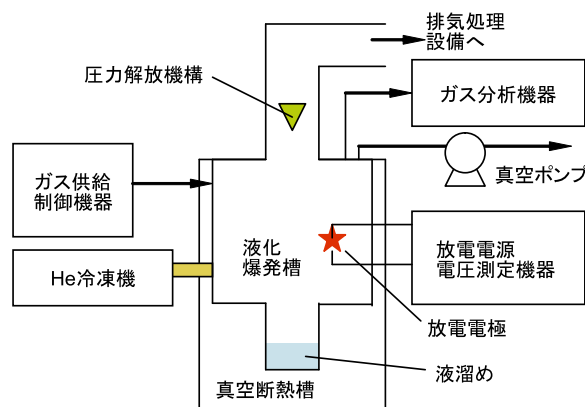 排気処理
設備へ
圧力解放機構
ガス分析機器
真空ポンプ
ガス供給
制御機器
液化
爆発槽
放電電源
電圧測定機器
He冷凍機
放電電極
液溜め
真空断熱槽